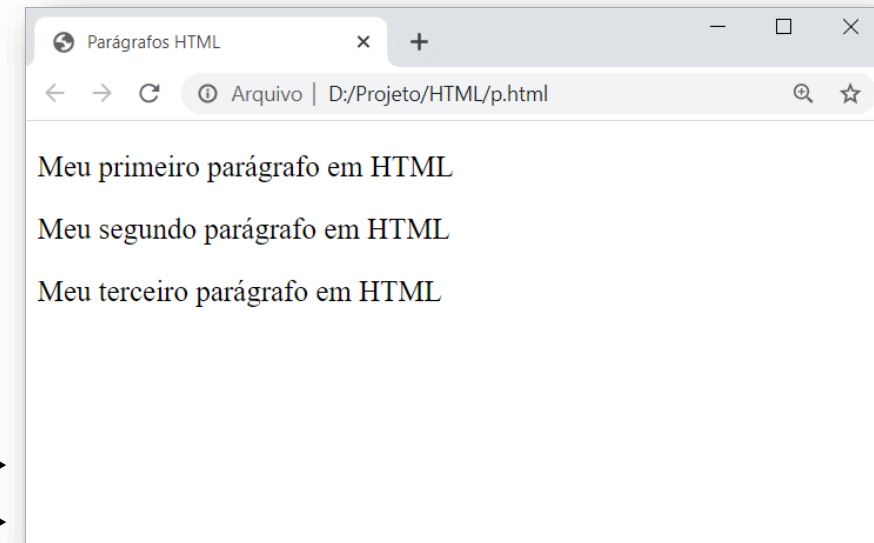 Parágrafos HTML
Arquivo | D:/Projeto/HTML/p.html
Meu primeiro parágrafo em HTML
Meu segundo parágrafo em HTML
Meu terceiro parágrafo em HTML